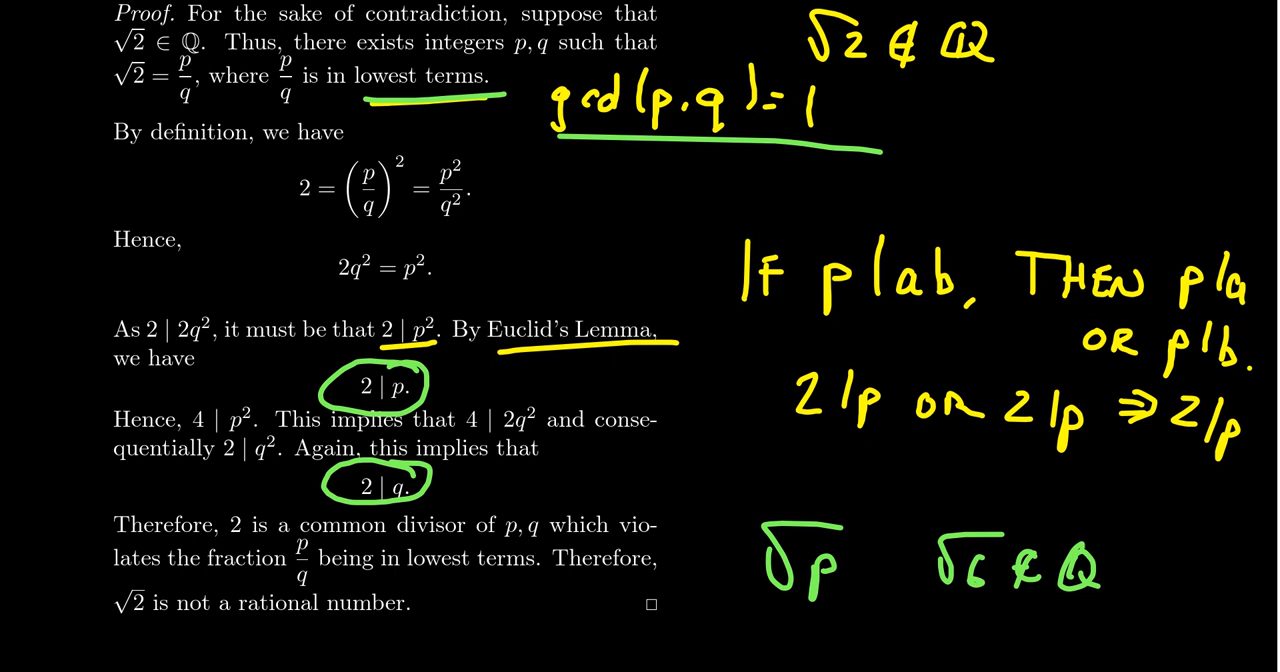 Proof. For the sake of contradiction, suppose that
√2 ∈ ℚ. Thus, there exists integers p, q such that
√2 = p/q, where p/q is in lowest terms.
By definition, we have
2 = (p/q)² = p²/q².
Hence,
2q² = p².
As 2 | 2q², it must be that 2 | p². By Euclid's Lemma,
we have
2 | p.
Hence, 4 | p². This implies that 4 | 2q² and conse-
quentially 2 | q². Again, this implies that
2 | q.
Therefore, 2 is a common divisor of p, q which vio-
lates the fraction p/q being in lowest terms. Therefore,
√2 is not a rational number. □
√2 ∉ ℚ
gcd(p,q)=1
IF p|ab, THEN p|a
OR p|b.
2|p OR 2|p ⇒ 2|p
√p √6 ∉ ℚ